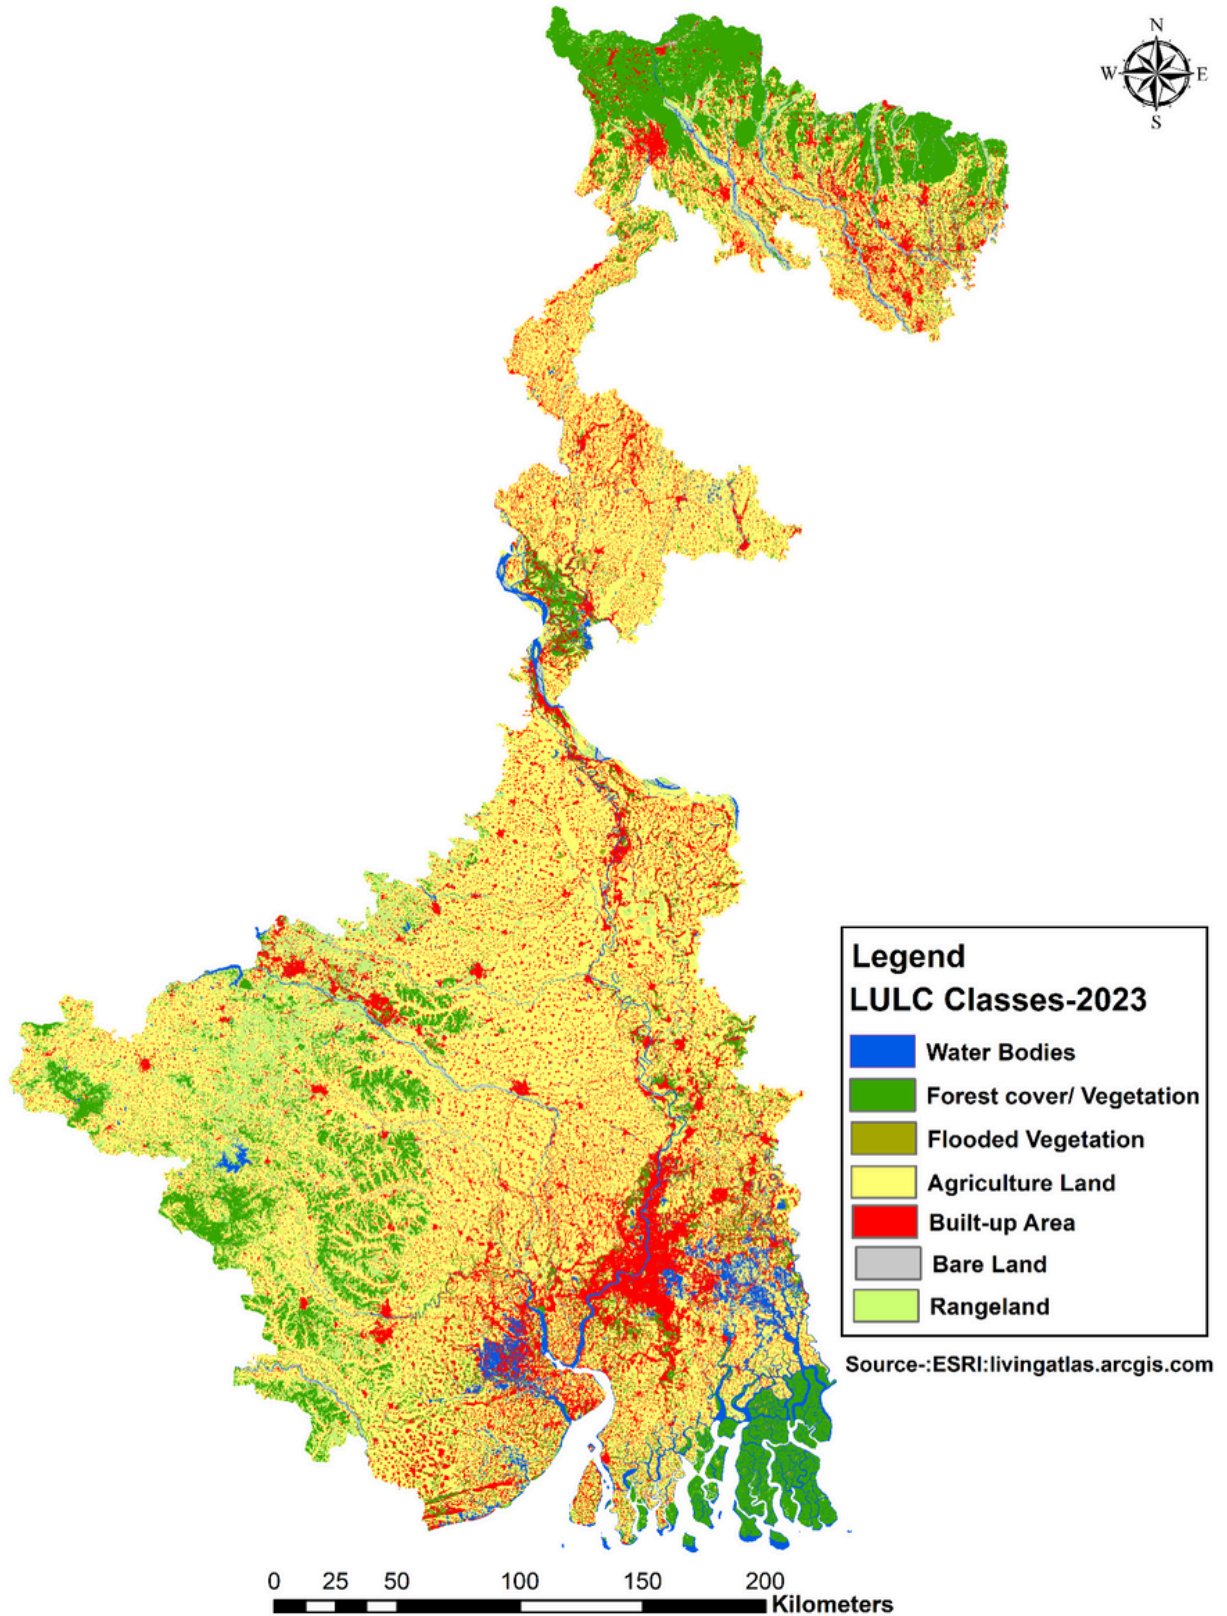 N
W E
S
Legend
LULC Classes-2023
Water Bodies
Forest cover/ Vegetation
Flooded Vegetation
Agriculture Land
Built-up Area
Bare Land
Rangeland
Source-:ESRI:livingatlas.arcgis.com
0 25 50 100 150 200
Kilometers